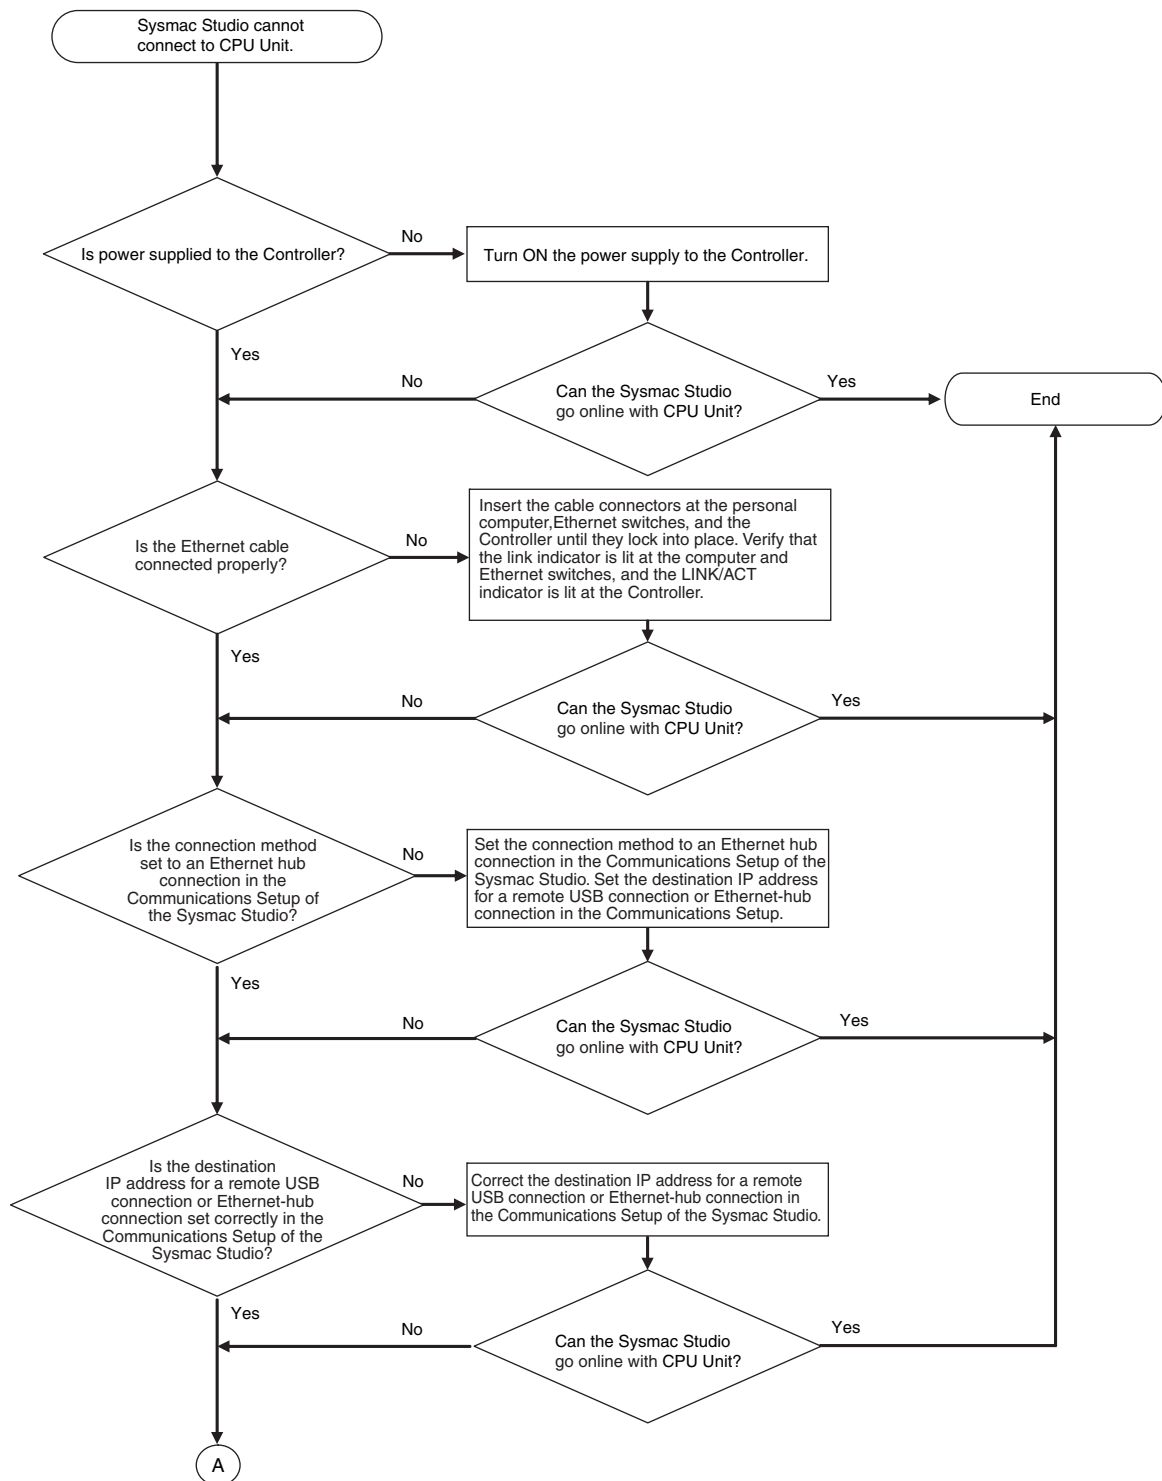 Sysmac Studio cannot
connect to CPU Unit.
Is power supplied to the Controller?
No
Turn ON the power supply to the Controller.
Yes
No
Can the Sysmac Studio
go online with CPU Unit?
Yes
End
Is the Ethernet cable
connected properly?
No
Insert the cable connectors at the personal
computer,Ethernet switches, and the
Controller until they lock into place. Verify that
the link indicator is lit at the computer and
Ethernet switches, and the LINK/ACT
indicator is lit at the Controller.
Yes
No
Can the Sysmac Studio
go online with CPU Unit?
Yes
Is the connection method
set to an Ethernet hub
connection in the
Communications Setup of
the Sysmac Studio?
No
Set the connection method to an Ethernet hub
connection in the Communications Setup of the
Sysmac Studio. Set the destination IP address
for a remote USB connection or Ethernet-hub
connection in the Communications Setup.
Yes
No
Can the Sysmac Studio
go online with CPU Unit?
Yes
Is the destination
IP address for a remote USB
connection or Ethernet-hub
connection set correctly in the
Communications Setup of the
Sysmac Studio?
No
Correct the destination IP address for a remote
USB connection or Ethernet-hub connection in
the Communications Setup of the Sysmac Studio.
Yes
No
Can the Sysmac Studio
go online with CPU Unit?
Yes
A